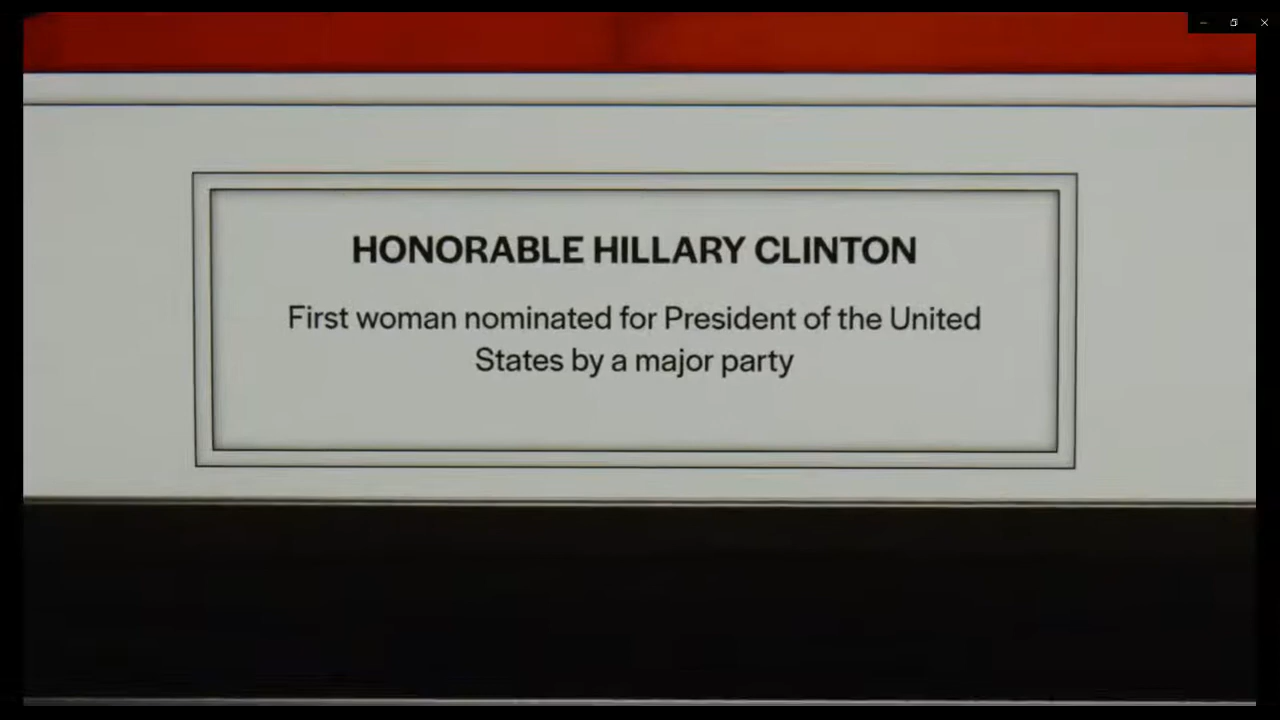 HONORABLE HILLARY CLINTON
First woman nominated for President of the United
States by a major party